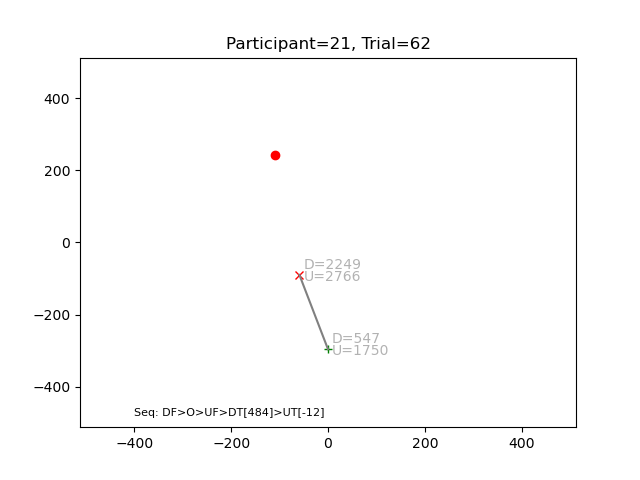 Participant=21, Trial=62
400
200
0
−200
−400
D=2249
U=2766
D=547
U=1750
Seq: DF>O>UF>DT[484]>UT[-12]
−400
−200
0
200
400